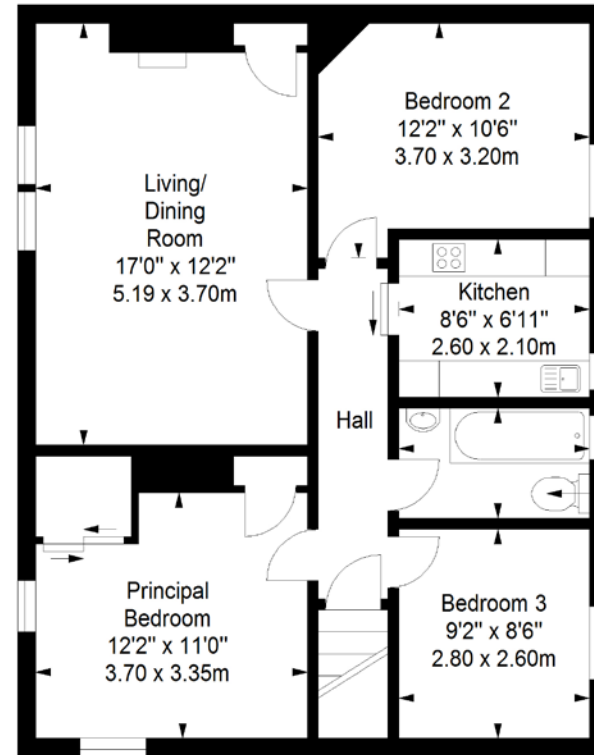 Living/
Dining
Room
17'0" x 12'2"
5.19 x 3.70m
Bedroom 2
12'2" x 10'6"
3.70 x 3.20m
Kitchen
8'6" x 6'11"
2.60 x 2.10m
Hall
Principal
Bedroom
12'2" x 11'0"
3.70 x 3.35m
Bedroom 3
9'2" x 8'6"
2.80 x 2.60m